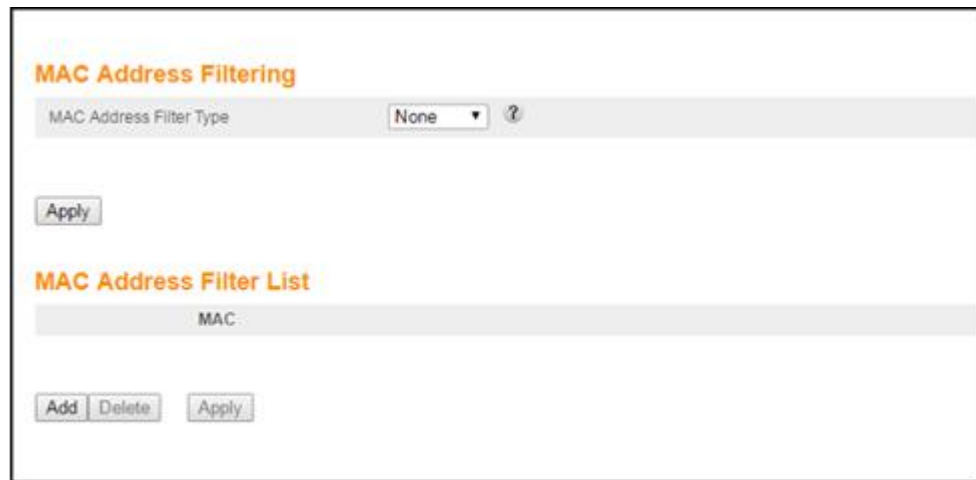 MAC Address Filtering
MAC Address Filter Type None ?
Apply
MAC Address Filter List
MAC
Add Delete Apply